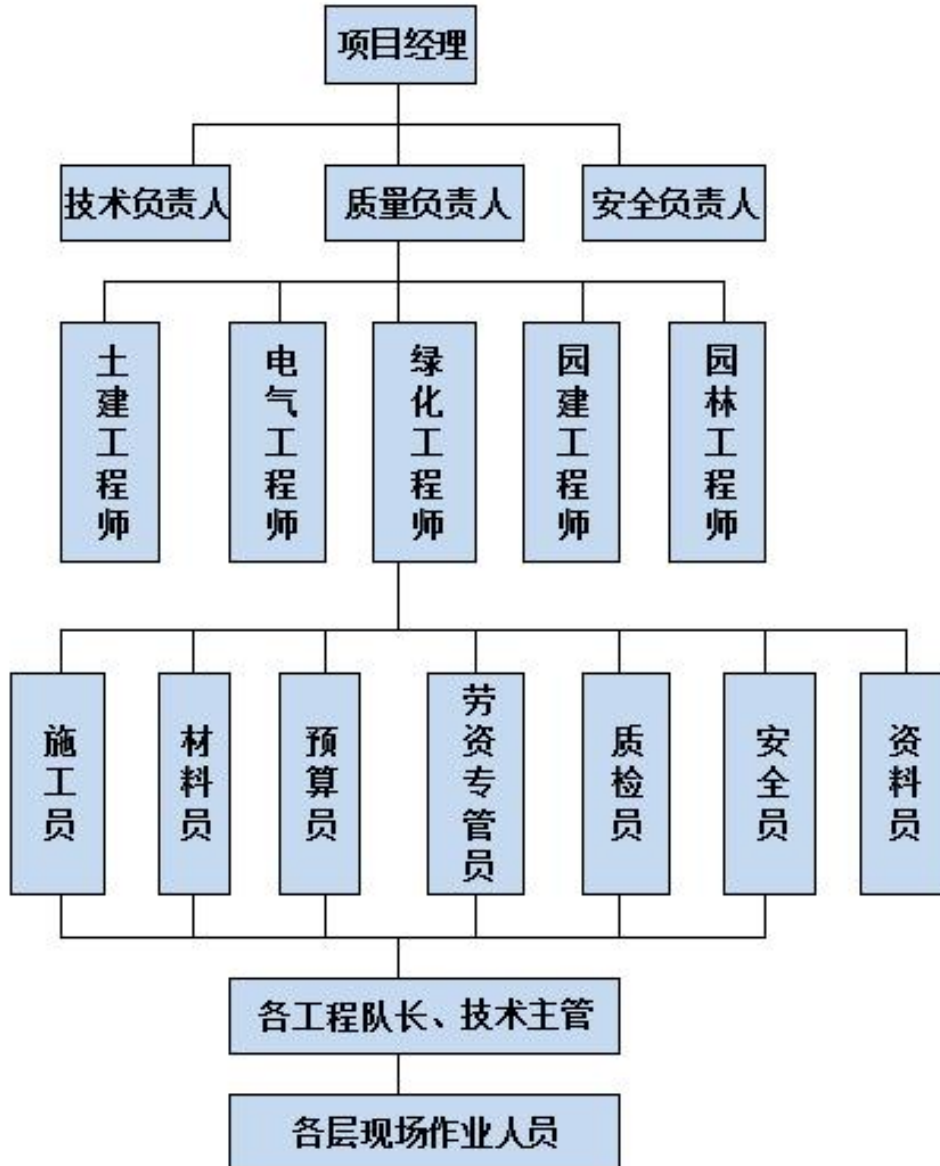 项目经理
技术负责人
质量负责人
安全负责人
土建工程师
电气工程师
绿化工程师
园建工程师
园林工程师
施工员
材料员
预算员
劳资专管员
质检员
安全员
资料员
各工程队长、技术主管
各层现场作业人员